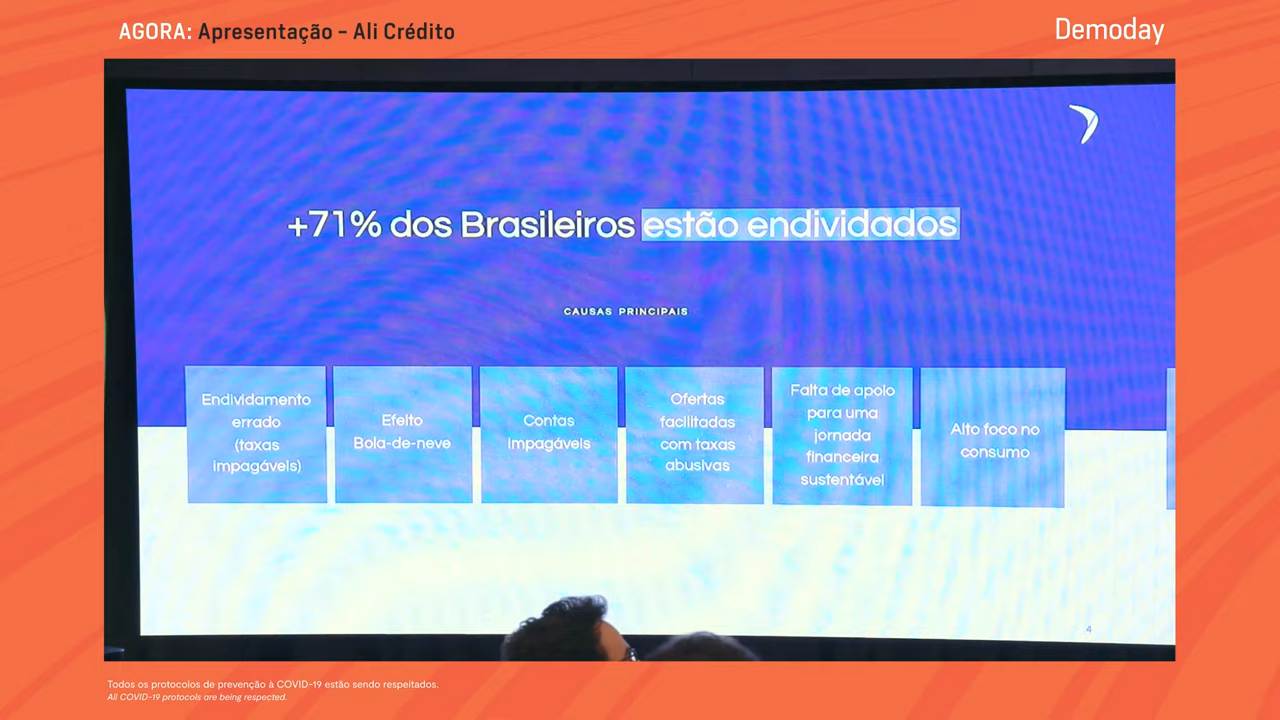 AGORA: Apresentação - Ali Crédito
Demoday
+71% dos Brasileiros estão endividados
CAUSAS PRINCIPAIS
Endividamento
errado
(taxas
impagáveis)
Efeito
Bola-de-neve
Contas
Impagáveis
Ofertas
facilitadas
com taxas
abusivas
Falta de apoio
para uma
jornada
financeira
sustentável
Alto foco no
consumo
4
Todos os protocolos de prevenção à COVID-19 estão sendo respeitados.
All COVID-19 protocols are being respected.